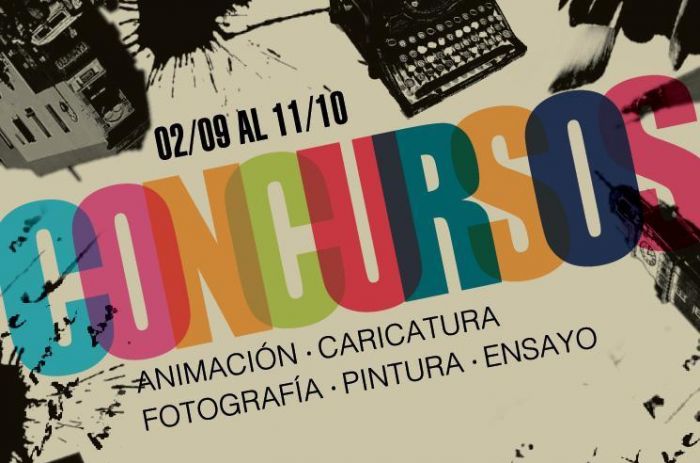 02/09 AL 11/10
CONCURSOS
ANIMACIÓN · CARICATURA
FOTOGRAFÍA · PINTURA · ENSAYO